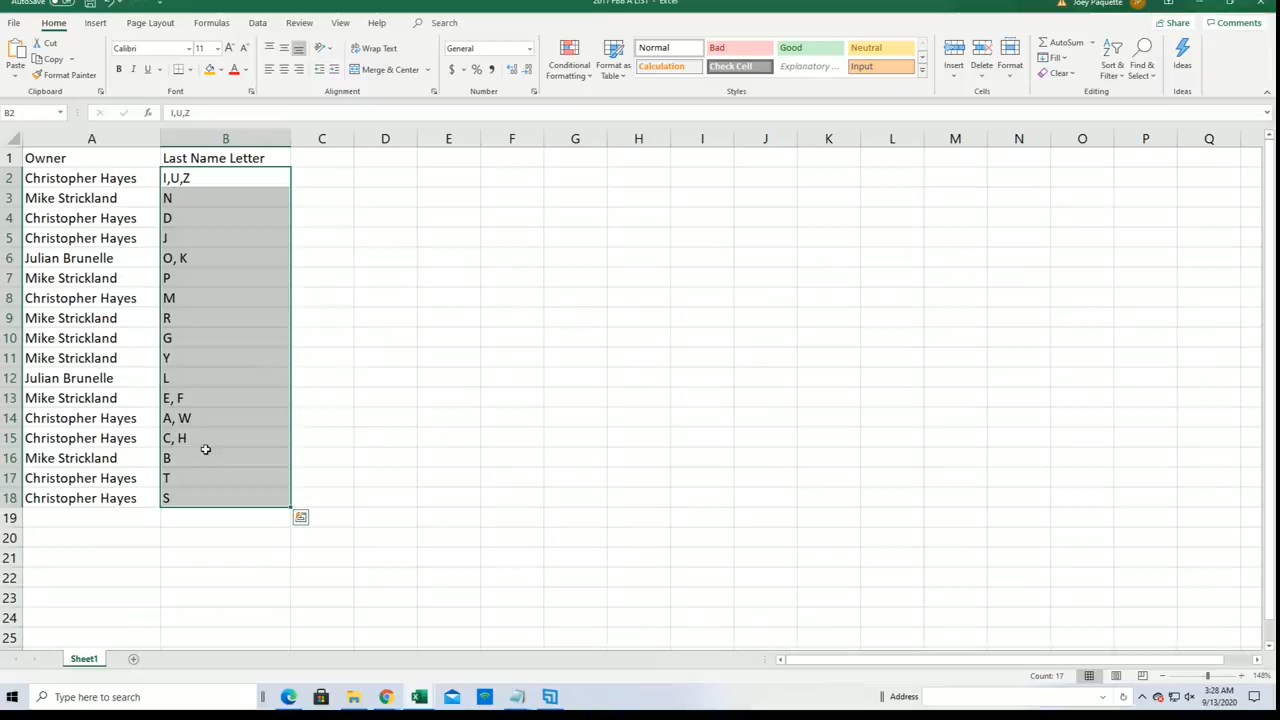 AutoSave Off
2017 FBB A LIST - Excel
Joey Paquette
JP
File Home Insert Page Layout Formulas Data Review View Help Search
Share Comments
Paste
Cut
Copy
Format Painter
Clipboard
Calibri 11
B I U
Font
Wrap Text
Merge & Center
Alignment
General
$ % ,
Number
Conditional Formatting
Format as Table
Normal Bad Good Neutral
Calculation Check Cell Explanatory ... Input
Styles
Insert Delete Format
Cells
AutoSum
Fill
Clear
Sort & Filter
Find & Select
Editing
Ideas
Ideas
B2 fx I,U,Z
A B C D E F G H I J K L M N O P Q
1 Owner Last Name Letter
2 Christopher Hayes I,U,Z
3 Mike Strickland N
4 Christopher Hayes D
5 Christopher Hayes J
6 Julian Brunelle O, K
7 Mike Strickland P
8 Christopher Hayes M
9 Mike Strickland R
10 Mike Strickland G
11 Mike Strickland Y
12 Julian Brunelle L
13 Mike Strickland E, F
14 Christopher Hayes A, W
15 Christopher Hayes C, H
16 Mike Strickland B
17 Christopher Hayes T
18 Christopher Hayes S
19
20
21
22
23
24
25
Sheet1
Count: 17
148%
Type here to search
Address
3:28 AM
9/13/2020